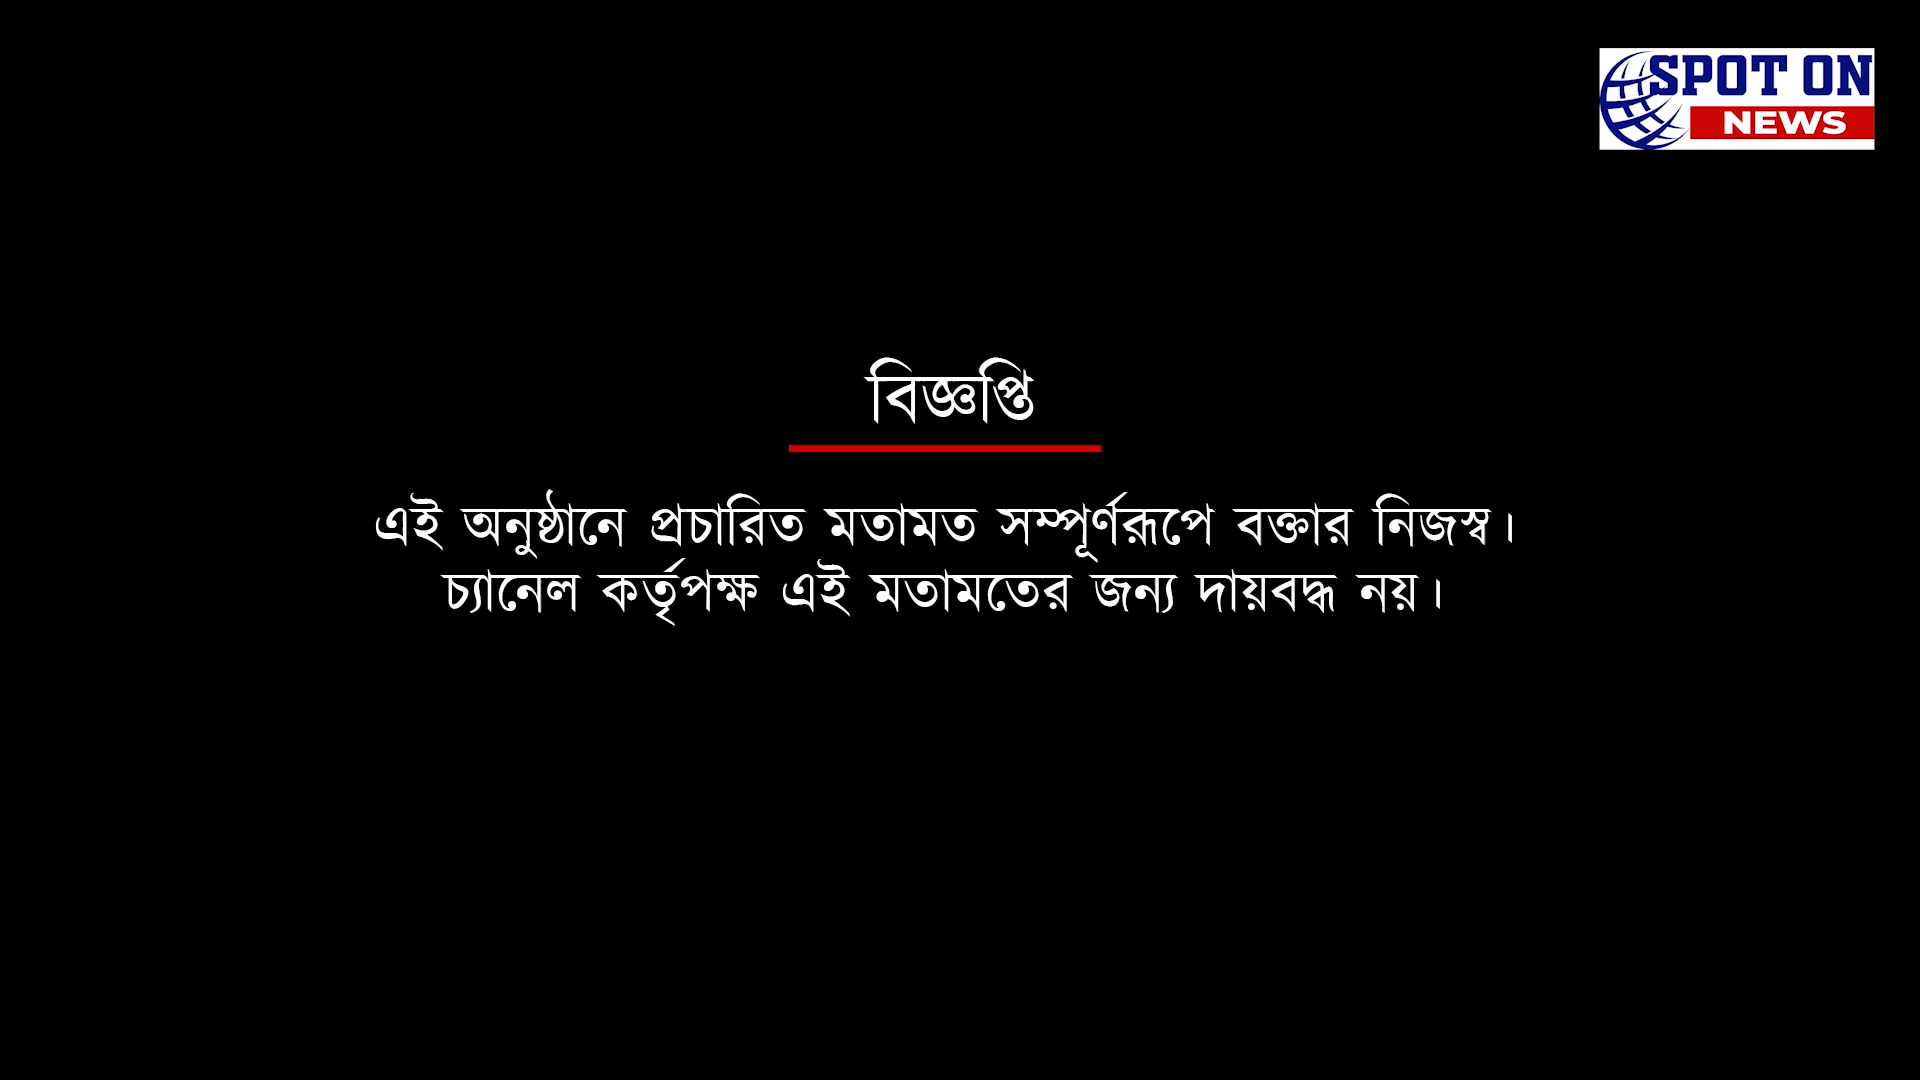 SPOT ON
NEWS
বিজ্ঞপ্তি
এই অনুষ্ঠানে প্রচারিত মতামত সম্পূর্ণরূপে বক্তার নিজস্ব।
চ্যানেল কর্তৃপক্ষ এই মতামতের জন্য দায়বদ্ধ নয়।